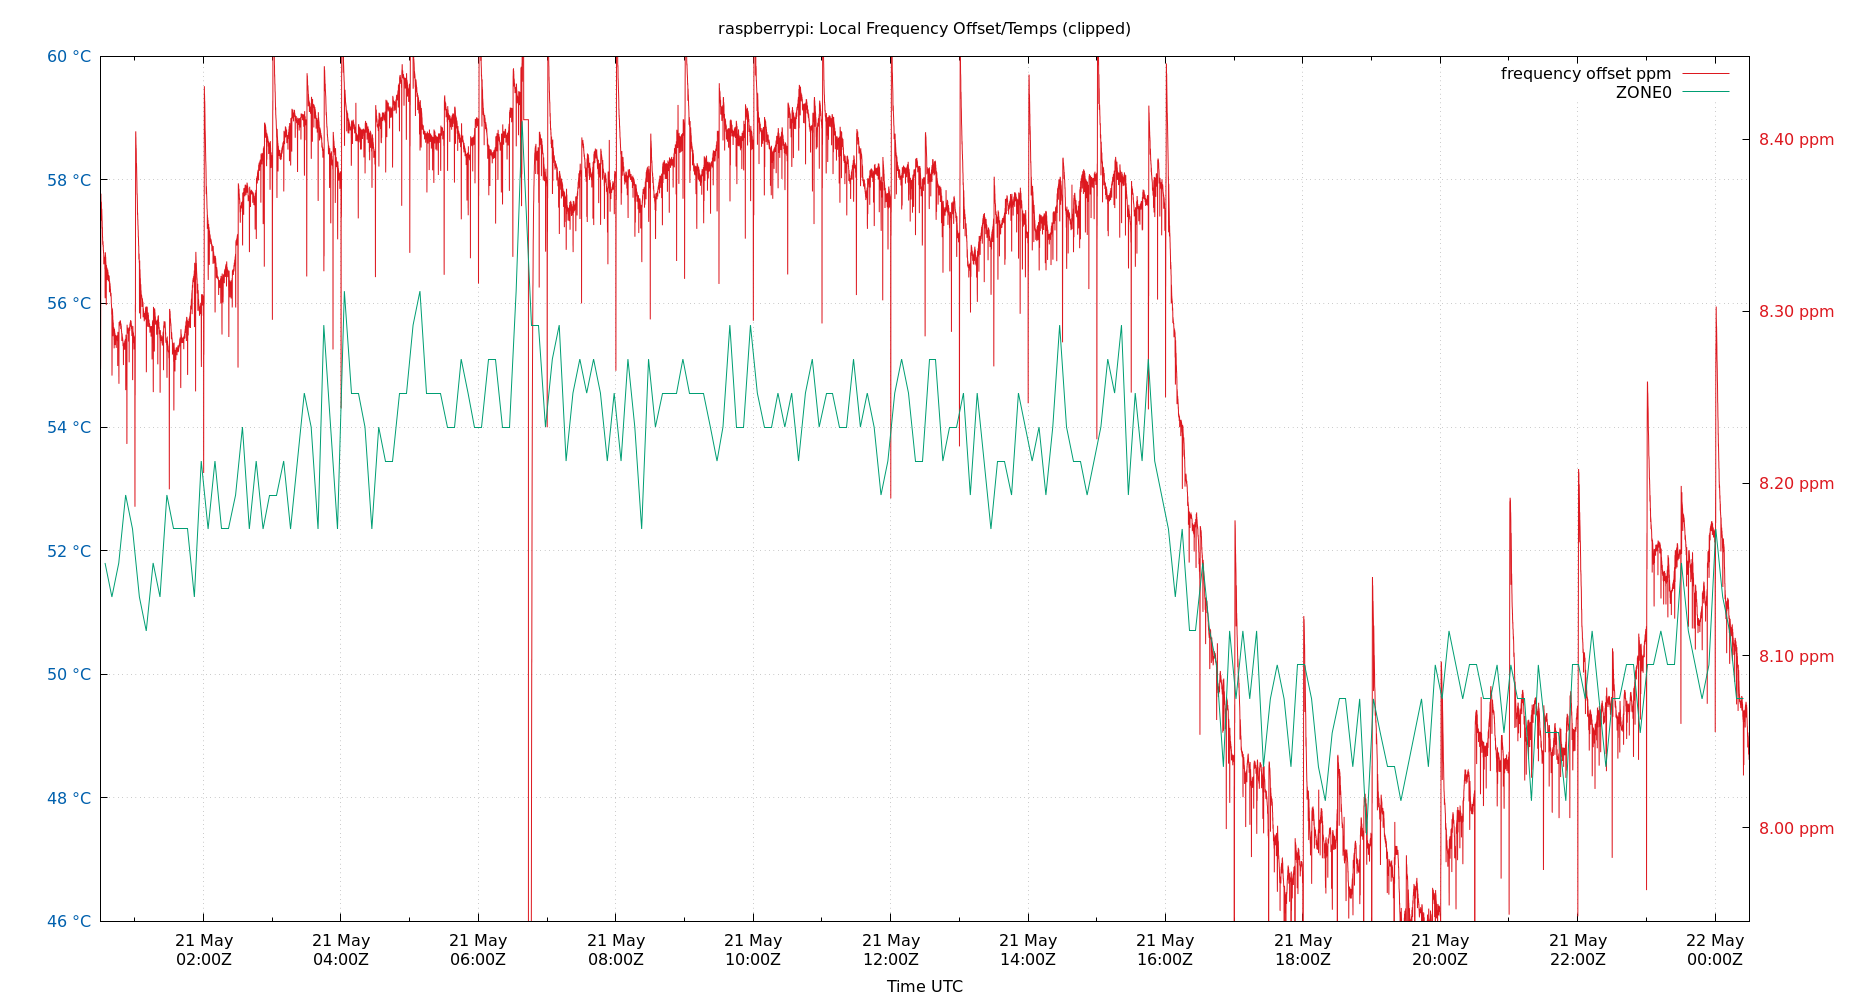 raspberrypi: Local Frequency Offset/Temps (clipped)
frequency offset ppm
ZONE0
60 °C
58 °C
56 °C
54 °C
52 °C
50 °C
48 °C
46 °C
8.40 ppm
8.30 ppm
8.20 ppm
8.10 ppm
8.00 ppm
21 May 21 May 21 May 21 May 21 May 21 May 21 May 21 May 21 May 21 May 21 May 22 May
02:00Z 04:00Z 06:00Z 08:00Z 10:00Z 12:00Z 14:00Z 16:00Z 18:00Z 20:00Z 22:00Z 00:00Z
Time UTC